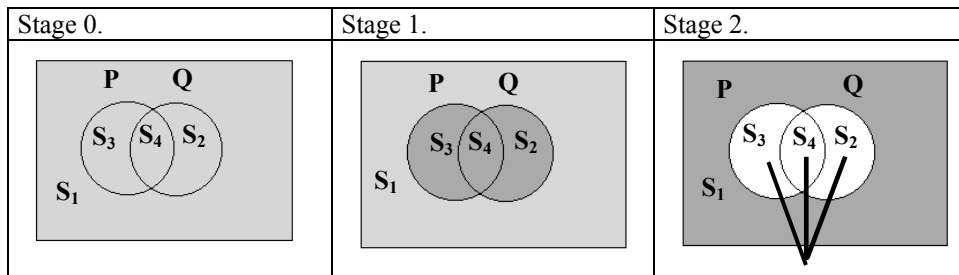 Stage 0. Stage 1. Stage 2.
P Q P Q P Q
S₃ S₄ S₂ S₃ S₄ S₂ S₃ S₄ S₂
S₁ S₁ S₁